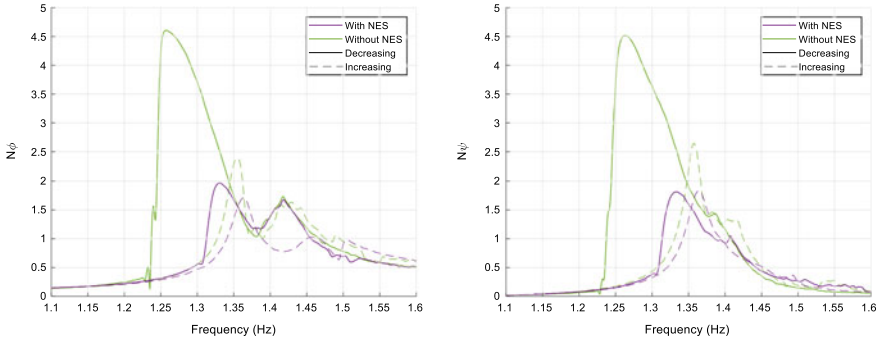 With NES
Without NES
Decreasing
Increasing
Nϕ
5
4.5
4
3.5
3
2.5
2
1.5
1
0.5
0
1.1 1.15 1.2 1.25 1.3 1.35 1.4 1.45 1.5 1.55 1.6
Frequency (Hz)
With NES
Without NES
Decreasing
Increasing
Nψ
5
4.5
4
3.5
3
2.5
2
1.5
1
0.5
0
1.1 1.15 1.2 1.25 1.3 1.35 1.4 1.45 1.5 1.55 1.6
Frequency (Hz)